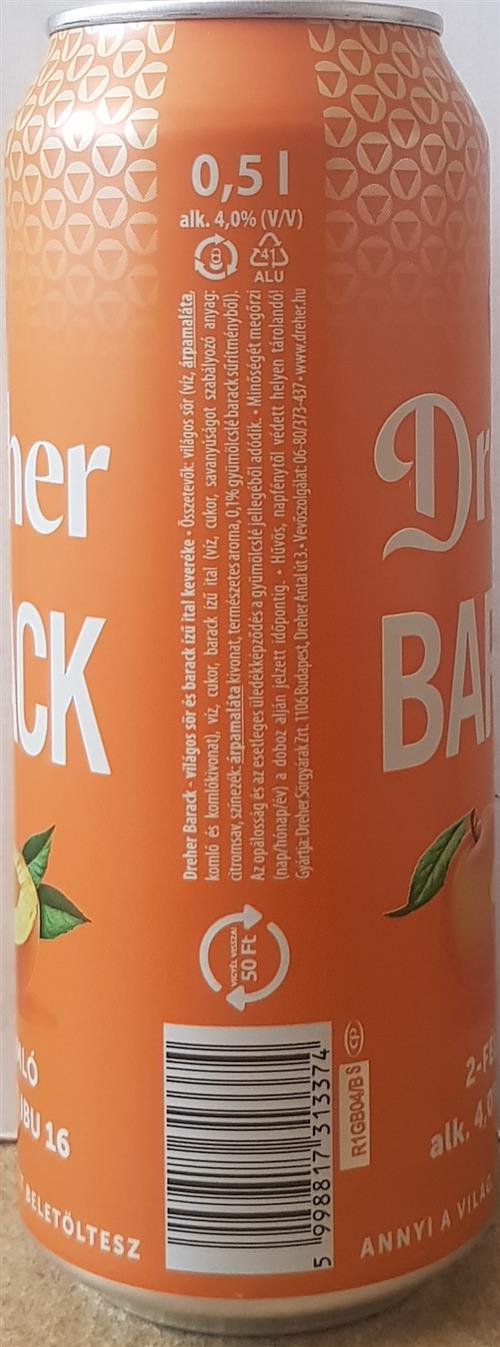 0,5 l
alk. 4,0% (V/V)
41
ALU
Dreher Barack - világos sör és barack ízű ital keveréke • Összetevők: világos sör (víz, árpamaláta,
komló és komlókivonat), víz, cukor, barack ízű ital (víz, cukor, savanyúságot szabályozó anyag:
citromsav, színezék: árpamaláta kivonat, természetes aroma, 0,1% gyümölcslé barack sűrítményből).
Az opálosság és az esetleges üledékképződés a gyümölcslé jellegéből adódik. • Minőségét megőrzi
(nap/hónap/év) a doboz alján jelzett időpontig. • Hűvös, napfénytől védett helyen tárolandó!
Gyártja: Dreher Sörgyárak Zrt. 1106 Budapest, Dreher Antal út 3. • Vevőszolgálat: 06-80/373-437 • www.dreher.hu
her
ACK
Dr
BAR
VIGYÉL VISSZA!
50 Ft
5 998817 313374
R1GB04/B S
CP
LÓ
IBU 16
T BELETÖLTESZ
2-F
alk. 4,
ANNYI A VILÁG